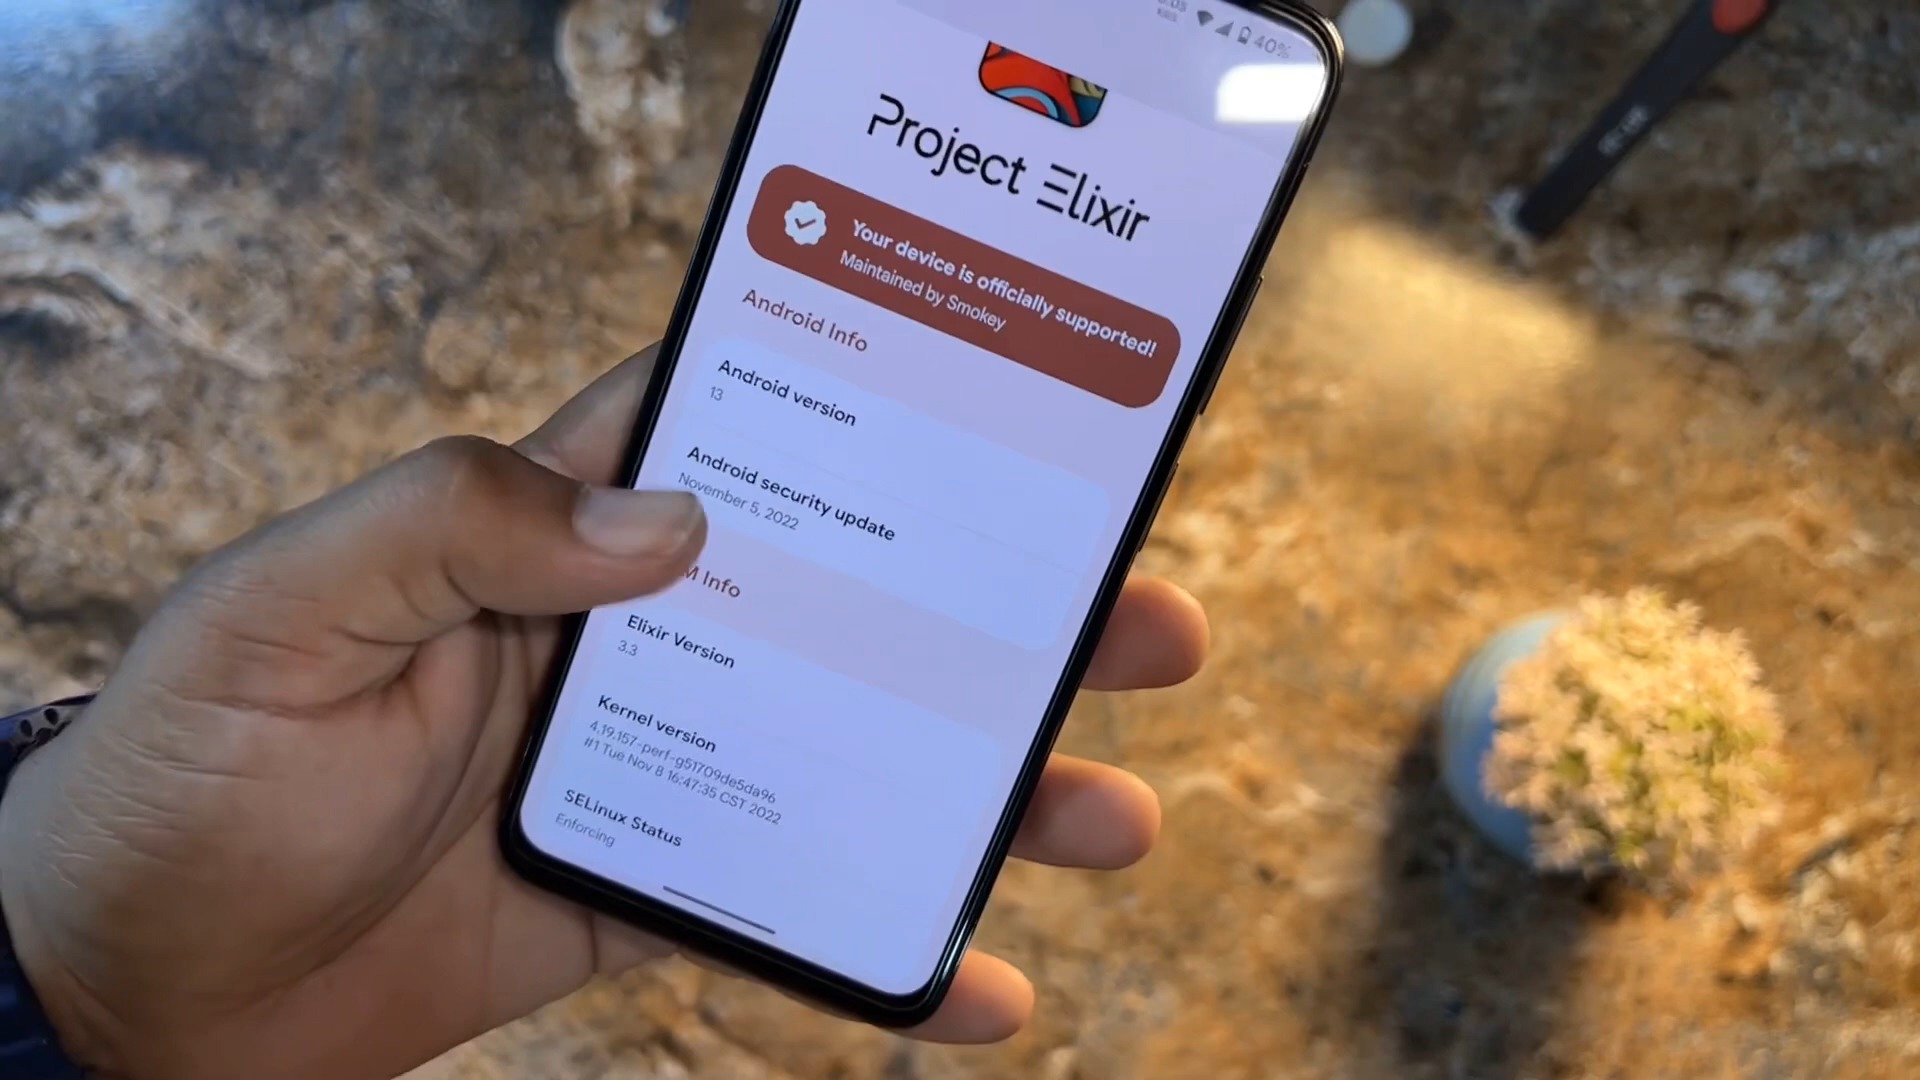 40%
Project Elixir
Your device is officially supported!
Maintained by Smokey
Android Info
Android version
13
Android security update
November 5, 2022
M Info
Elixir Version
3.3
Kernel version
4.19.157-perf-g51709de5da96
#1 Tue Nov 8 16:47:35 CST 2022
SELinux Status
Enforcing